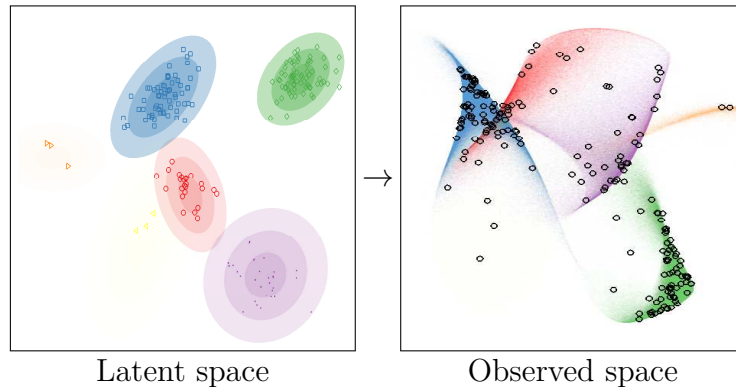 Latent space
→
Observed space